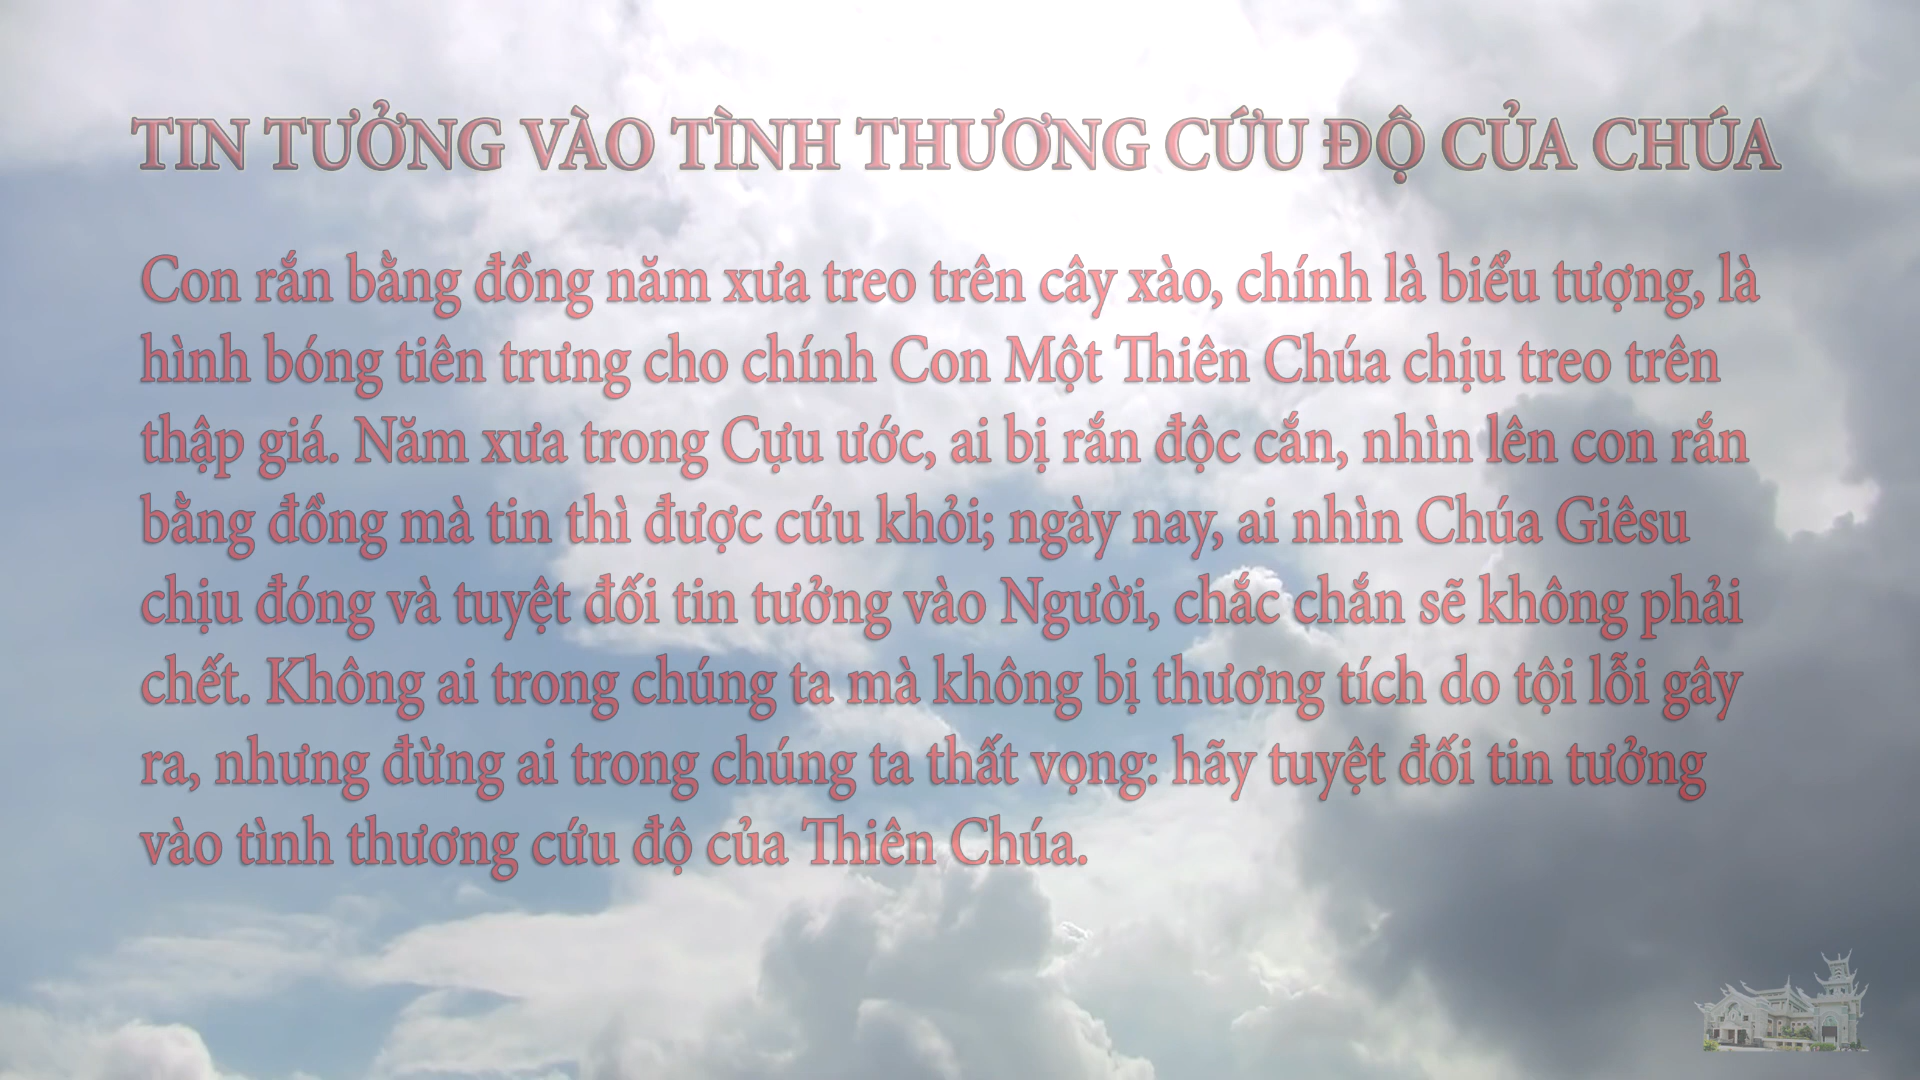 TIN TƯỞNG VÀO TÌNH THƯƠNG CỨU ĐỘ CỦA CHÚA
Con rắn bằng đồng năm xưa treo trên cây xào, chính là biểu tượng, là
hình bóng tiên trưng cho chính Con Một Thiên Chúa chịu treo trên
thập giá. Năm xưa trong Cựu ước, ai bị rắn độc cắn, nhìn lên con rắn
bằng đồng mà tin thì được cứu khỏi; ngày nay, ai nhìn Chúa Giêsu
chịu đóng và tuyệt đối tin tưởng vào Người, chắc chắn sẽ không phải
chết. Không ai trong chúng ta mà không bị thương tích do tội lỗi gây
ra, nhưng đừng ai trong chúng ta thất vọng: hãy tuyệt đối tin tưởng
vào tình thương cứu độ của Thiên Chúa.